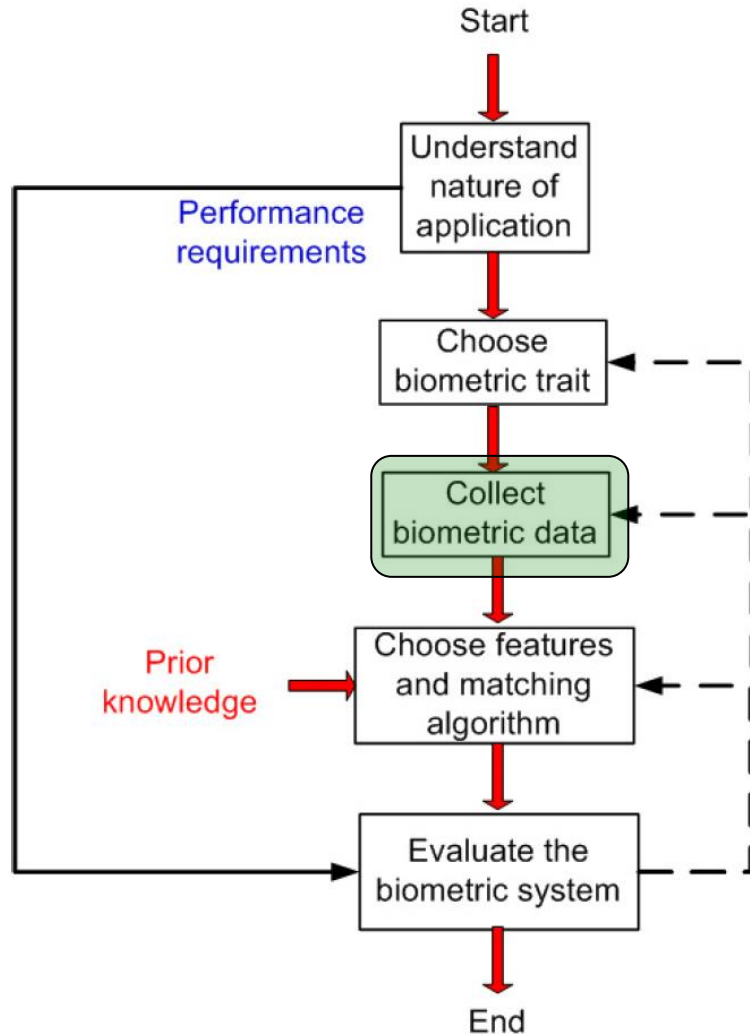 Start
Understand
nature of
application
Performance
requirements
Choose
biometric trait
Collect
biometric data
Prior
knowledge
Choose features
and matching
algorithm
Evaluate the
biometric system
End